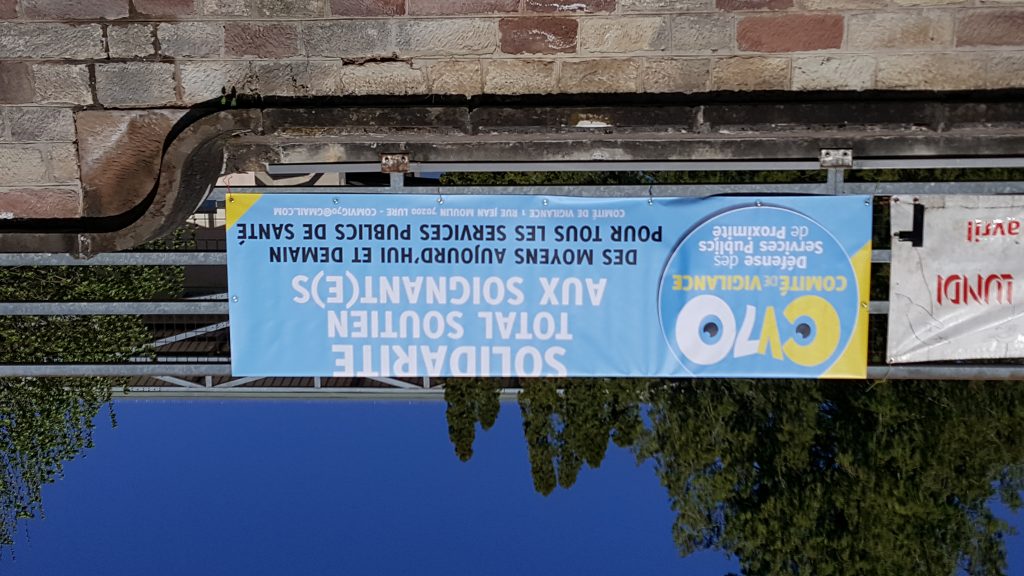 CV70
COMITÉ DE VIGILANCE
Défense des
Services Publics
de Proximité
SOLIDARITE
TOTAL SOUTIEN
AUX SOIGNANT(E)S
DES MOYENS AUJOURD'HUI ET DEMAIN
POUR TOUS LES SERVICES PUBLICS DE SANTÉ
COMITÉ DE VIGILANCE 1 RUE JEAN MOULIN 70200 LURE - COMVIG70@GMAIL.COM
LUNDI
avril